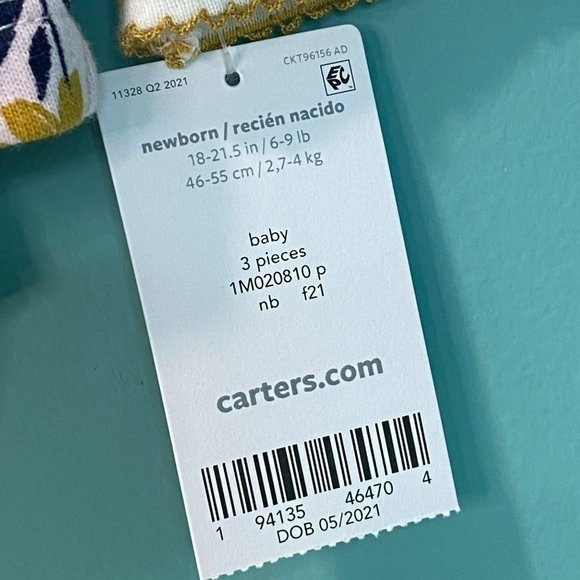 11328 Q2 2021
CKT96156 AD
EPC
newborn / recién nacido
18-21.5 in / 6-9 lb
46-55 cm / 2,7-4 kg
baby
3 pieces
1M020810 p
nb f21
carters.com
1 94135 46470 4
DOB 05/2021